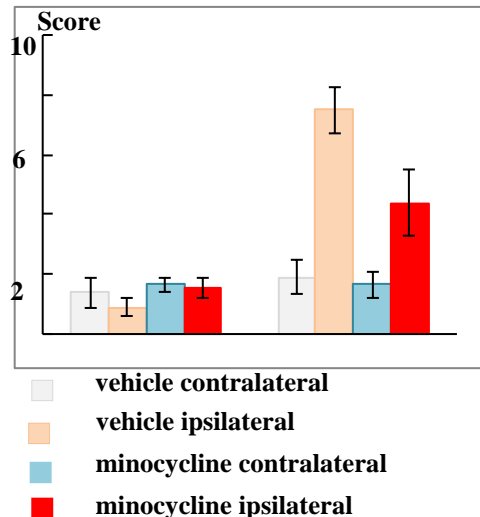 Score
10
6
2
vehicle contralateral
vehicle ipsilateral
minocycline contralateral
minocycline ipsilateral